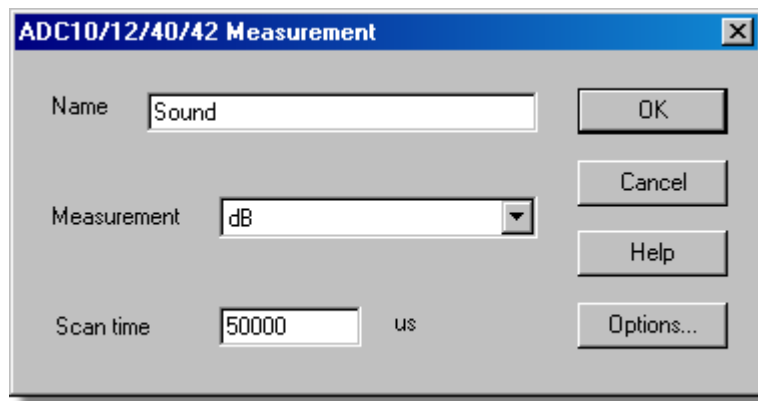 ADC10/12/40/42 Measurement
Name Sound OK
Cancel
Measurement dB
Help
Scan time 50000 us Options...